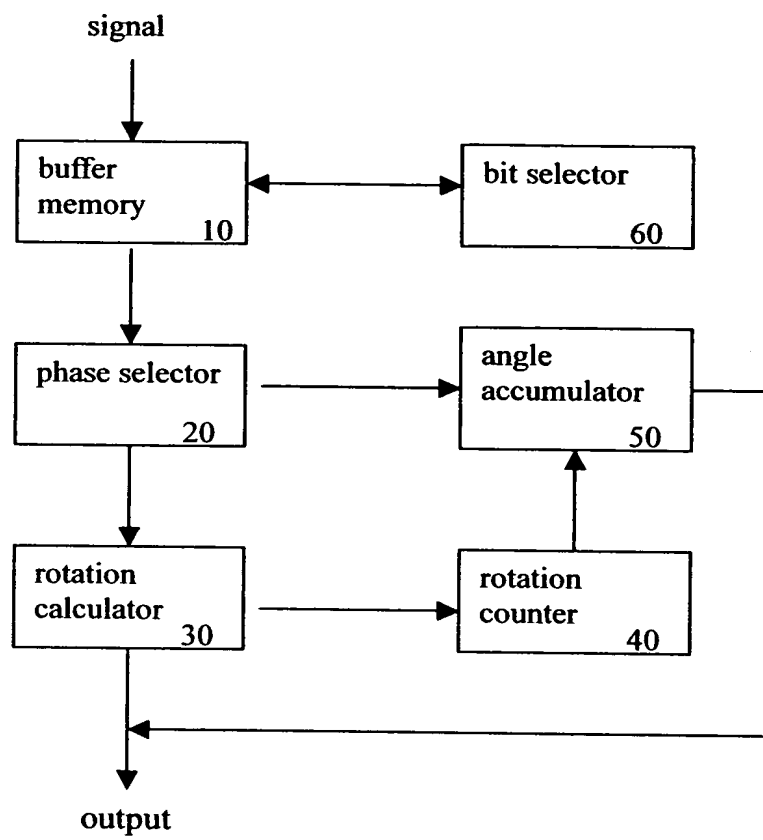 signal
buffer
memory
10
bit selector
60
phase selector
20
angle
accumulator
50
rotation
calculator
30
rotation
counter
40
output